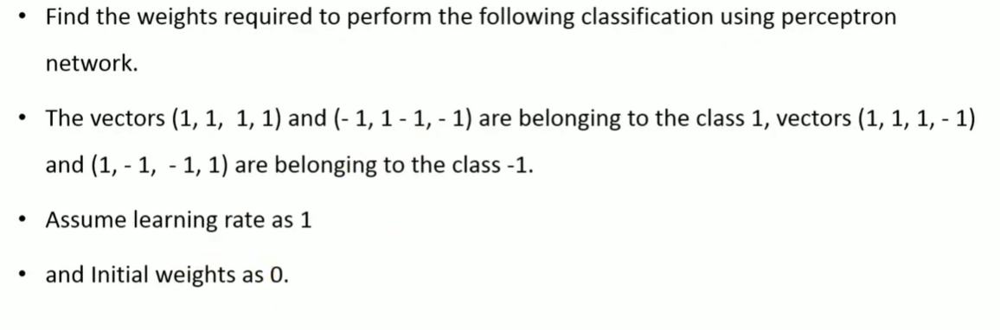 • Find the weights required to perform the following classification using perceptron
network.
• The vectors (1, 1, 1, 1) and (- 1, 1 - 1, - 1) are belonging to the class 1, vectors (1, 1, 1, - 1)
and (1, - 1, - 1, 1) are belonging to the class -1.
• Assume learning rate as 1
• and Initial weights as 0.